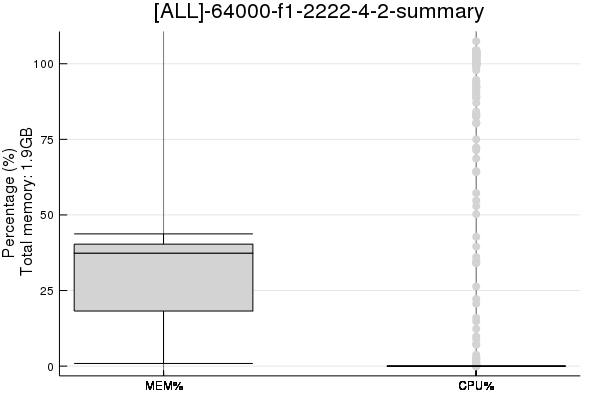 [ALL]-64000-f1-2222-4-2-summary
Percentage (%)
Total memory: 1.9GB
100
75
50
25
0
MEM%
CPU%